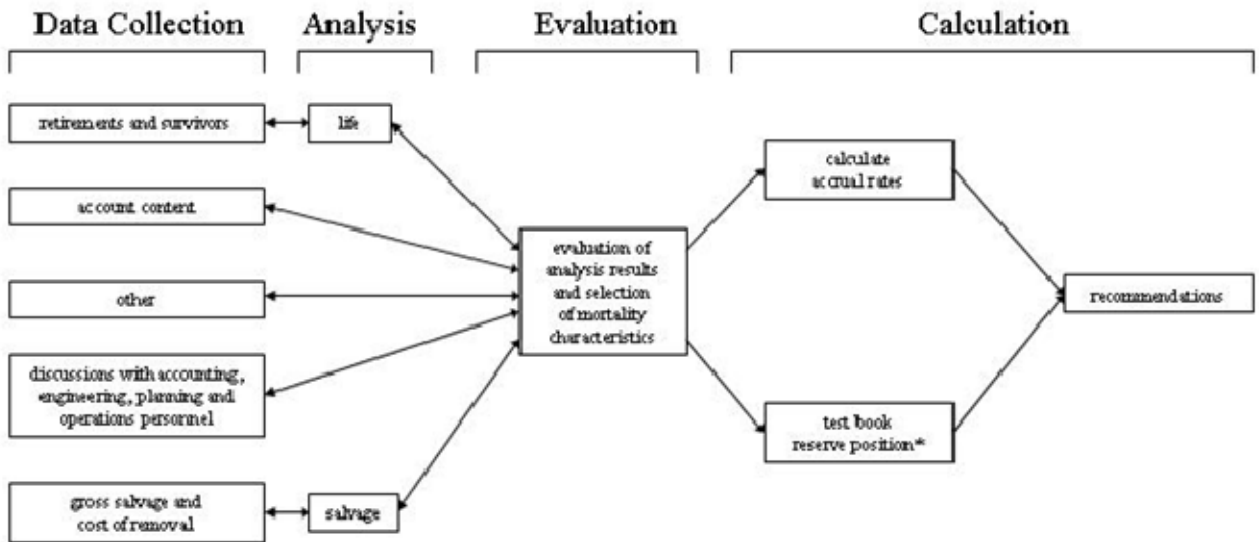 Data Collection
Analysis
Evaluation
Calculation
retirements and survivors
life
account content
other
discussions with accounting,
engineering, planning and
operations personnel
gross salvage and
cost of removal
salvage
evaluation of
analysis results
and selection
of mortality
characteristics
calculate
accrual rates
test book
reserve position*
recommendations